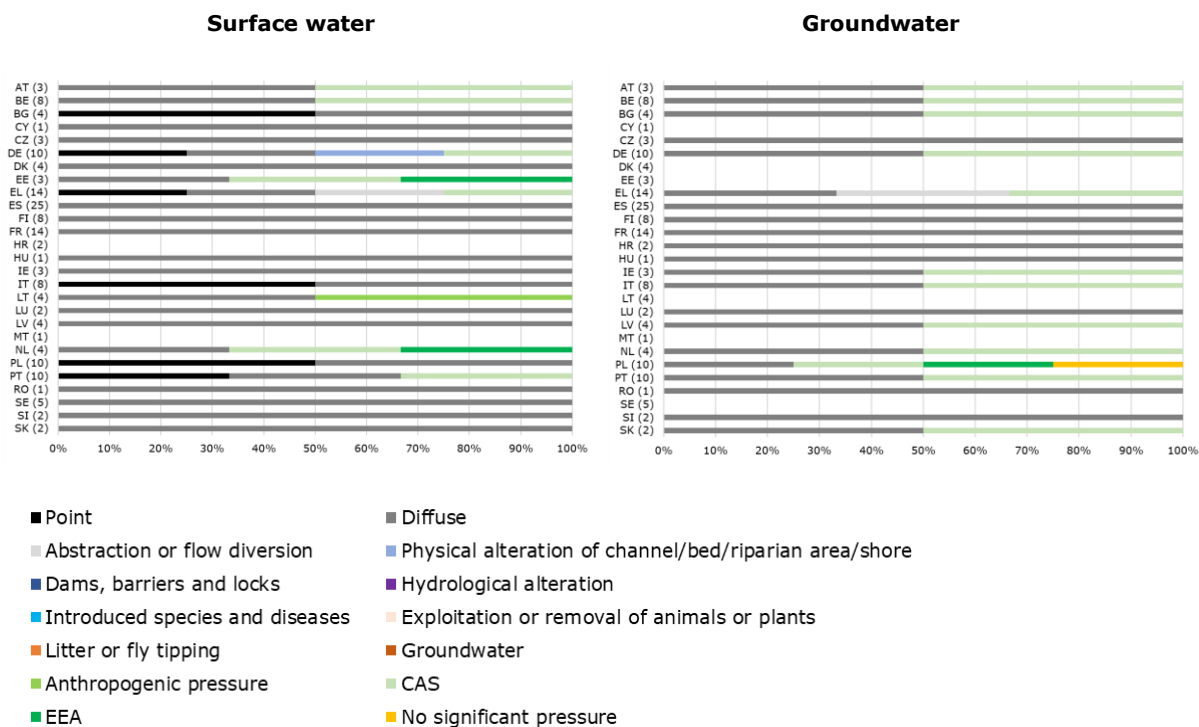 Surface water
Groundwater
AT (3)
BE (8)
BG (4)
CY (1)
CZ (3)
DE (10)
DK (4)
EE (3)
EL (14)
ES (25)
FI (8)
FR (14)
HR (2)
HU (1)
IE (3)
IT (8)
LT (4)
LU (2)
LV (4)
MT (1)
NL (4)
PL (10)
PT (10)
RO (1)
SE (5)
SI (2)
SK (2)
0% 10% 20% 30% 40% 50% 60% 70% 80% 90% 100%
AT (3)
BE (8)
BG (4)
CY (1)
CZ (3)
DE (10)
DK (4)
EE (3)
EL (14)
ES (25)
FI (8)
FR (14)
HR (2)
HU (1)
IE (3)
IT (8)
LT (4)
LU (2)
LV (4)
MT (1)
NL (4)
PL (10)
PT (10)
RO (1)
SE (5)
SI (2)
SK (2)
0% 10% 20% 30% 40% 50% 60% 70% 80% 90% 100%
Point
Diffuse
Abstraction or flow diversion
Physical alteration of channel/bed/riparian area/shore
Dams, barriers and locks
Hydrological alteration
Introduced species and diseases
Exploitation or removal of animals or plants
Litter or fly tipping
Groundwater
Anthropogenic pressure
CAS
EEA
No significant pressure